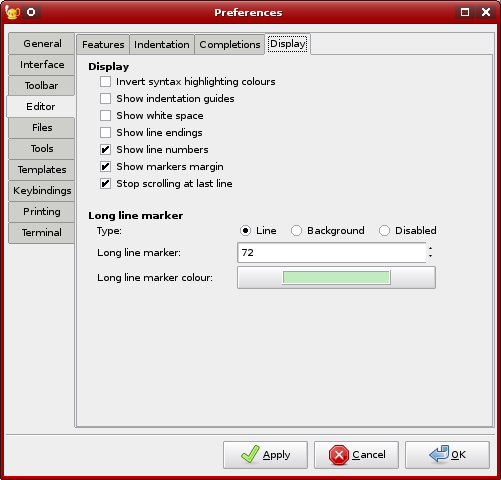 Preferences
General
Interface
Toolbar
Editor
Files
Tools
Templates
Keybindings
Printing
Terminal
Features Indentation Completions Display
Display
Invert syntax highlighting colours
Show indentation guides
Show white space
Show line endings
Show line numbers
Show markers margin
Stop scrolling at last line
Long line marker
Type: Line Background Disabled
Long line marker: 72
Long line marker colour:
Apply Cancel OK